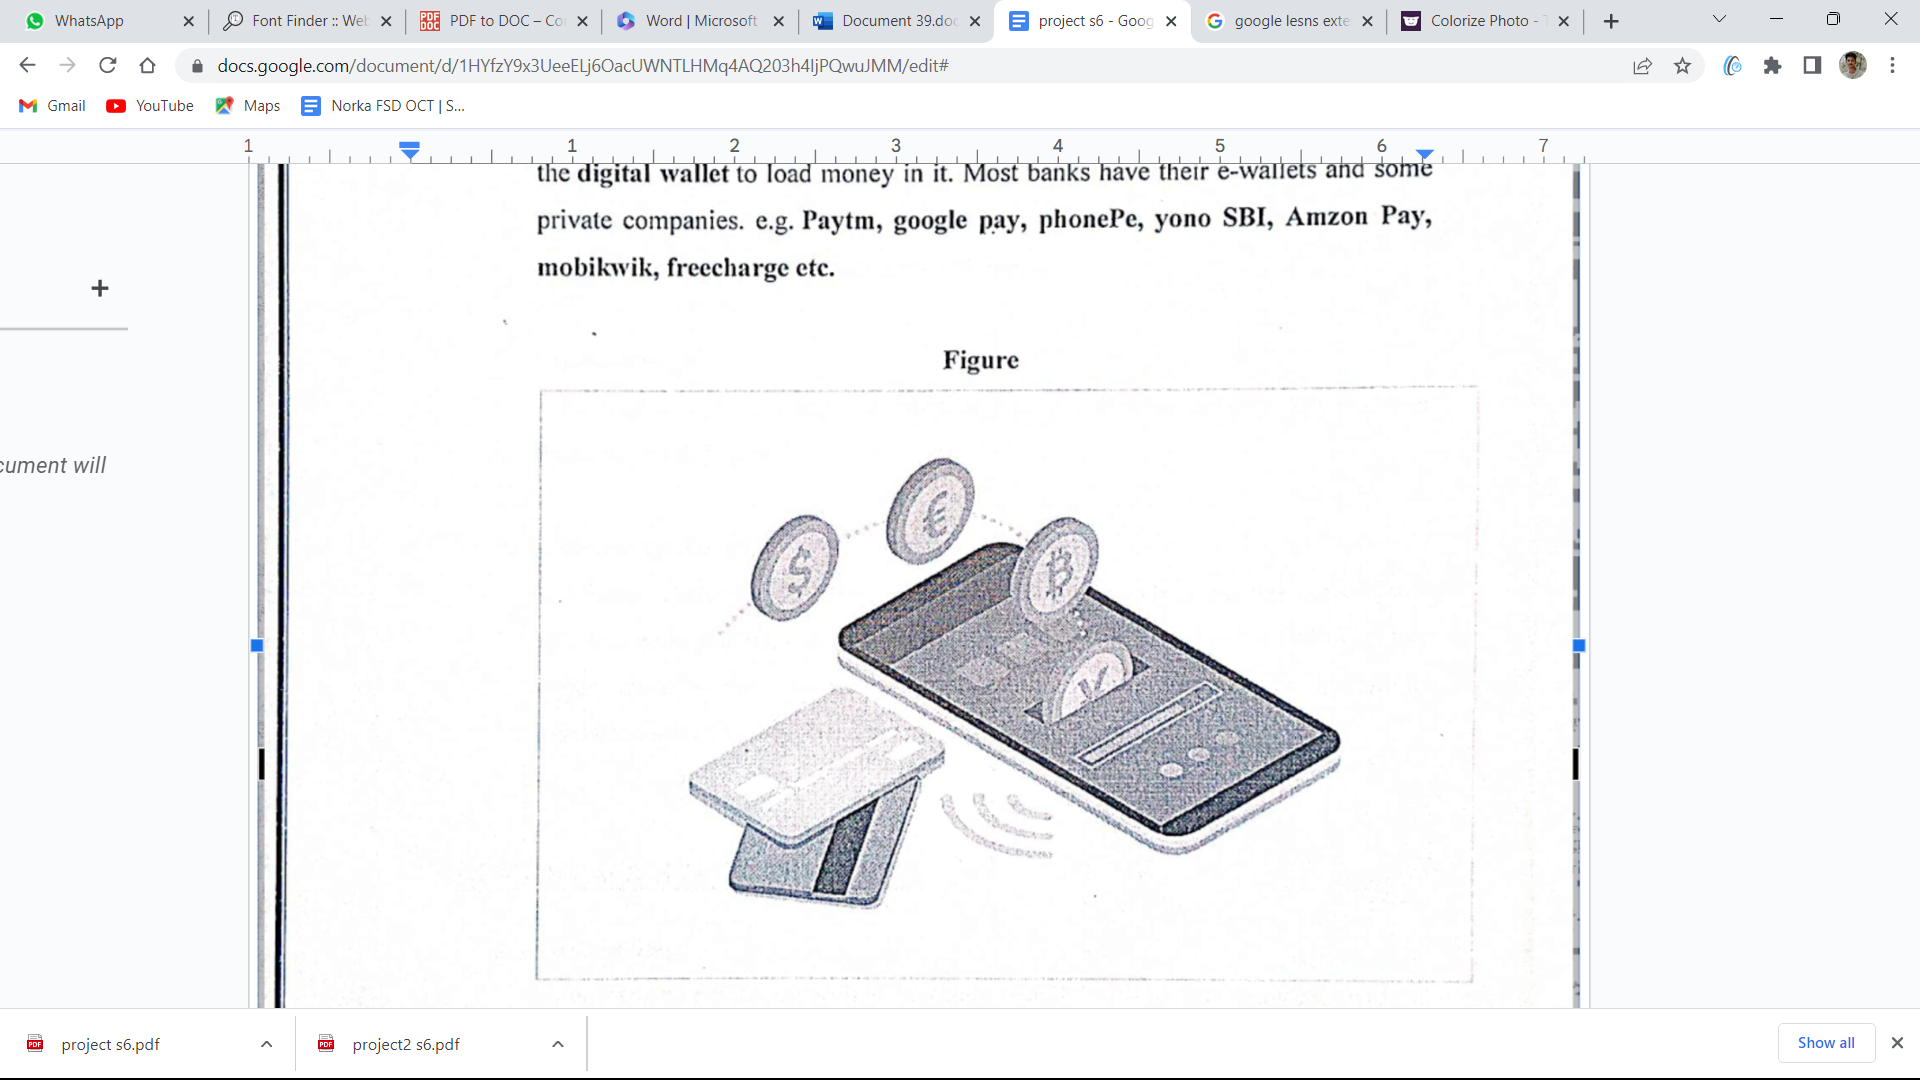 WhatsApp
Font Finder :: Web
PDF to DOC – Co
Word | Microsoft
Document 39.doc
project s6 - Goog
google lesns exte
Colorize Photo - T
docs.google.com/document/d/1HYfzY9x3UeeELj6OacUWNTLHMq4AQ203h4IjPQwuJMM/edit#
Gmail
YouTube
Maps
Norka FSD OCT | S...
1 1 2 3 4 5 6 7
the digital wallet to load money in it. Most banks have their e-wallets and some
private companies. e.g. Paytm, google pay, phonePe, yono SBI, Amzon Pay,
mobikwik, freecharge etc.
cument will
Figure
€
$
₿
project s6.pdf
project2 s6.pdf
Show all